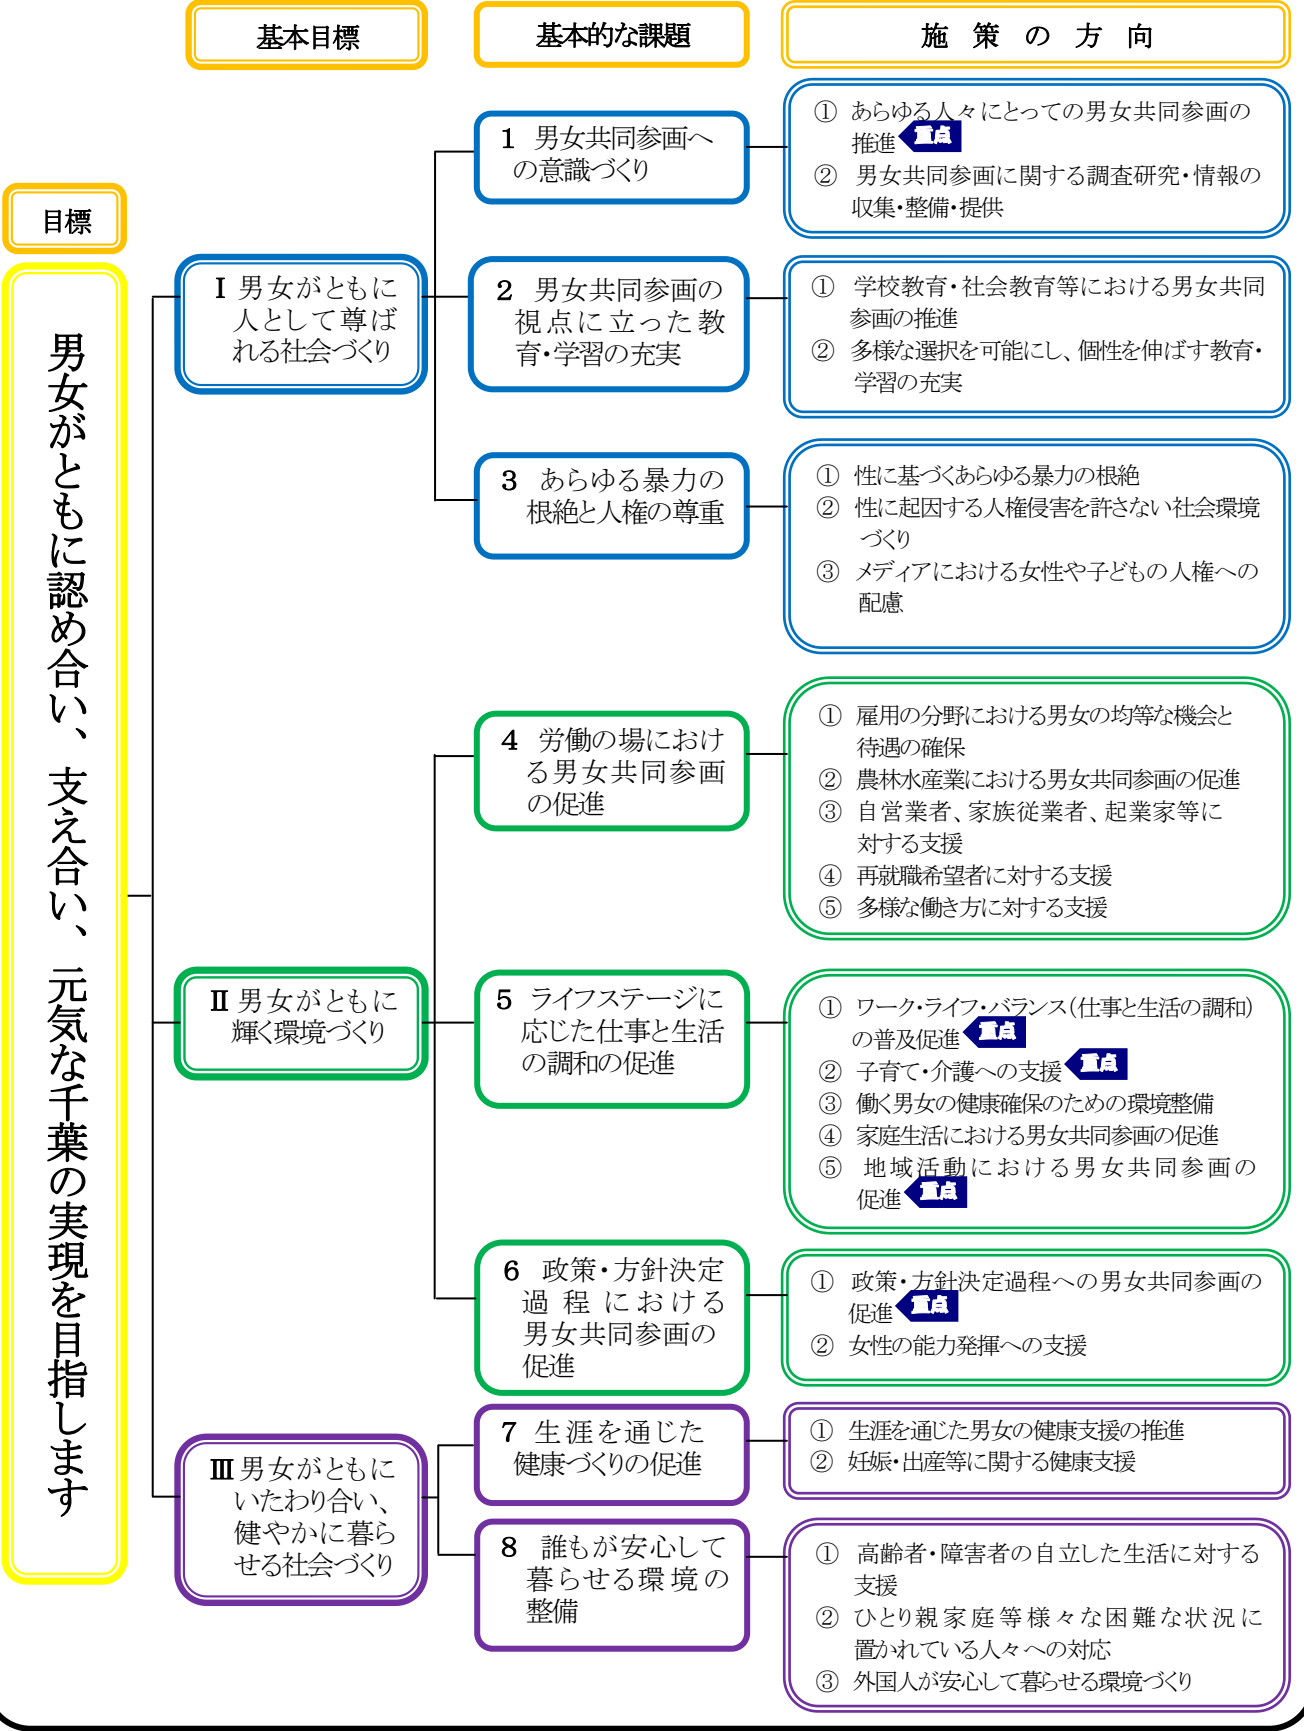 基本目標
基本的な課題
施策の方向
目標
男女がともに認め合い、支え合い、元気な千葉の実現を目指します
Ⅰ 男女がともに
人として尊ば
れる社会づくり
1 男女共同参画へ
の意識づくり
① あらゆる人々にとっての男女共同参画の
推進 重点
② 男女共同参画に関する調査研究・情報の
収集・整備・提供
2 男女共同参画の
視点に立った教
育・学習の充実
① 学校教育・社会教育等における男女共同
参画の推進
② 多様な選択を可能にし、個性を伸ばす教育・
学習の充実
3 あらゆる暴力の
根絶と人権の尊重
① 性に基づくあらゆる暴力の根絶
② 性に起因する人権侵害を許さない社会環境
づくり
③ メディアにおける女性や子どもの人権への
配慮
Ⅱ 男女がともに
輝く環境づくり
4 労働の場におけ
る男女共同参画
の促進
① 雇用の分野における男女の均等な機会と
待遇の確保
② 農林水産業における男女共同参画の促進
③ 自営業者、家族従業者、起業家等に
対する支援
④ 再就職希望者に対する支援
⑤ 多様な働き方に対する支援
5 ライフステージに
応じた仕事と生活
の調和の促進
① ワーク・ライフ・バランス(仕事と生活の調和)
の普及促進 重点
② 子育て・介護への支援 重点
③ 働く男女の健康確保のための環境整備
④ 家庭生活における男女共同参画の促進
⑤ 地域活動における男女共同参画の
促進 重点
6 政策・方針決定
過程における
男女共同参画の
促進
① 政策・方針決定過程への男女共同参画の
促進 重点
② 女性の能力発揮への支援
Ⅲ 男女がともに
いたわり合い、
健やかに暮ら
せる社会づくり
7 生涯を通じた
健康づくりの促進
① 生涯を通じた男女の健康支援の推進
② 妊娠・出産等に関する健康支援
8 誰もが安心して
暮らせる環境の
整備
① 高齢者・障害者の自立した生活に対する
支援
② ひとり親家庭等様々な困難な状況に
置かれている人々への対応
③ 外国人が安心して暮らせる環境づくり